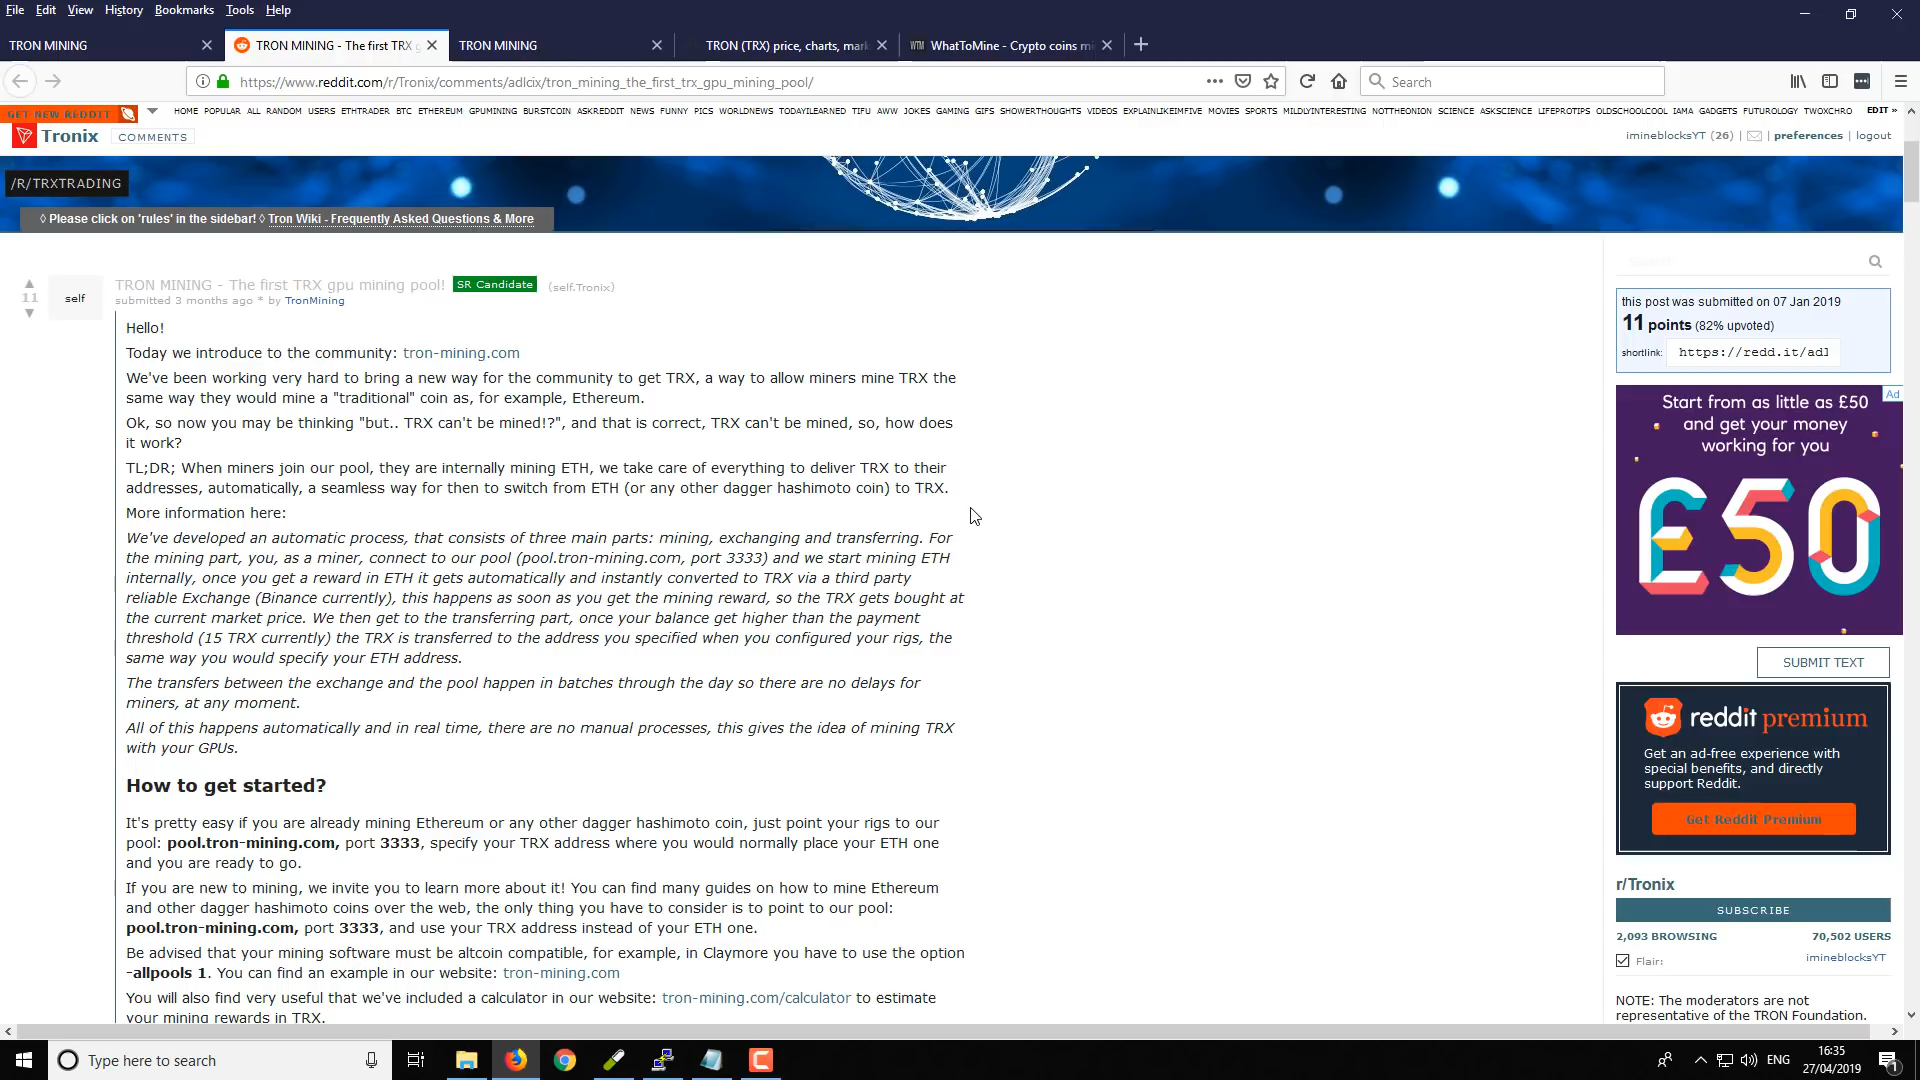 File Edit View History Bookmarks Tools Help
TRON MINING
TRON MINING - The first TRX g
TRON MINING
TRON (TRX) price, charts, mark
WTM WhatToMine - Crypto coins mi
https://www.reddit.com/r/Tronix/comments/adlcix/tron_mining_the_first_trx_gpu_mining_pool/
Search
GET NEW REDDIT
HOME POPULAR ALL RANDOM USERS ETHTRADER BTC ETHEREUM GPUMINING BURSTCOIN ASKREDDIT NEWS FUNNY PICS WORLDNEWS TODAYILEARNED TIFU AWW JOKES GAMING GIFS SHOWERTHOUGHTS VIDEOS EXPLAINLIKEIMFIVE MOVIES SPORTS MILDLYINTERESTING NOTTHEONION SCIENCE ASKSCIENCE LIFEPROTIPS OLDSCHOOLCOOL IAMA GADGETS FUTUROLOGY TWOXCHRO EDIT »
Tronix COMMENTS
imineblocksYT (26) | | preferences | logout
/R/TRXTRADING
◊ Please click on 'rules' in the sidebar! ◊ Tron Wiki - Frequently Asked Questions & More
11
self
TRON MINING - The first TRX gpu mining pool! SR Candidate (self.Tronix)
submitted 3 months ago * by TronMining
Hello!
Today we introduce to the community: tron-mining.com
We've been working very hard to bring a new way for the community to get TRX, a way to allow miners mine TRX the
same way they would mine a "traditional" coin as, for example, Ethereum.
Ok, so now you may be thinking "but.. TRX can't be mined!?", and that is correct, TRX can't be mined, so, how does
it work?
TL;DR; When miners join our pool, they are internally mining ETH, we take care of everything to deliver TRX to their
addresses, automatically, a seamless way for then to switch from ETH (or any other dagger hashimoto coin) to TRX.
More information here:
We've developed an automatic process, that consists of three main parts: mining, exchanging and transferring. For
the mining part, you, as a miner, connect to our pool (pool.tron-mining.com, port 3333) and we start mining ETH
internally, once you get a reward in ETH it gets automatically and instantly converted to TRX via a third party
reliable Exchange (Binance currently), this happens as soon as you get the mining reward, so the TRX gets bought at
the current market price. We then get to the transferring part, once your balance get higher than the payment
threshold (15 TRX currently) the TRX is transferred to the address you specified when you configured your rigs, the
same way you would specify your ETH address.
The transfers between the exchange and the pool happen in batches through the day so there are no delays for
miners, at any moment.
All of this happens automatically and in real time, there are no manual processes, this gives the idea of mining TRX
with your GPUs.
How to get started?
It's pretty easy if you are already mining Ethereum or any other dagger hashimoto coin, just point your rigs to our
pool: pool.tron-mining.com, port 3333, specify your TRX address where you would normally place your ETH one
and you are ready to go.
If you are new to mining, we invite you to learn more about it! You can find many guides on how to mine Ethereum
and other dagger hashimoto coins over the web, the only thing you have to consider is to point to our pool:
pool.tron-mining.com, port 3333, and use your TRX address instead of your ETH one.
Be advised that your mining software must be altcoin compatible, for example, in Claymore you have to use the option
-allpools 1. You can find an example in our website: tron-mining.com
You will also find very useful that we've included a calculator in our website: tron-mining.com/calculator to estimate
your mining rewards in TRX.
this post was submitted on 07 Jan 2019
11 points (82% upvoted)
shortlink: https://redd.it/adl
Ad
Start from as little as £50
and get your money
working for you
£50
SUBMIT TEXT
reddit premium
Get an ad-free experience with
special benefits, and directly
support Reddit.
Get Reddit Premium
r/Tronix
SUBSCRIBE
2,093 BROWSING 70,502 USERS
Flair: imineblocksYT
NOTE: The moderators are not
representative of the TRON Foundation.
Type here to search
ENG
16:35
27/04/2019
1